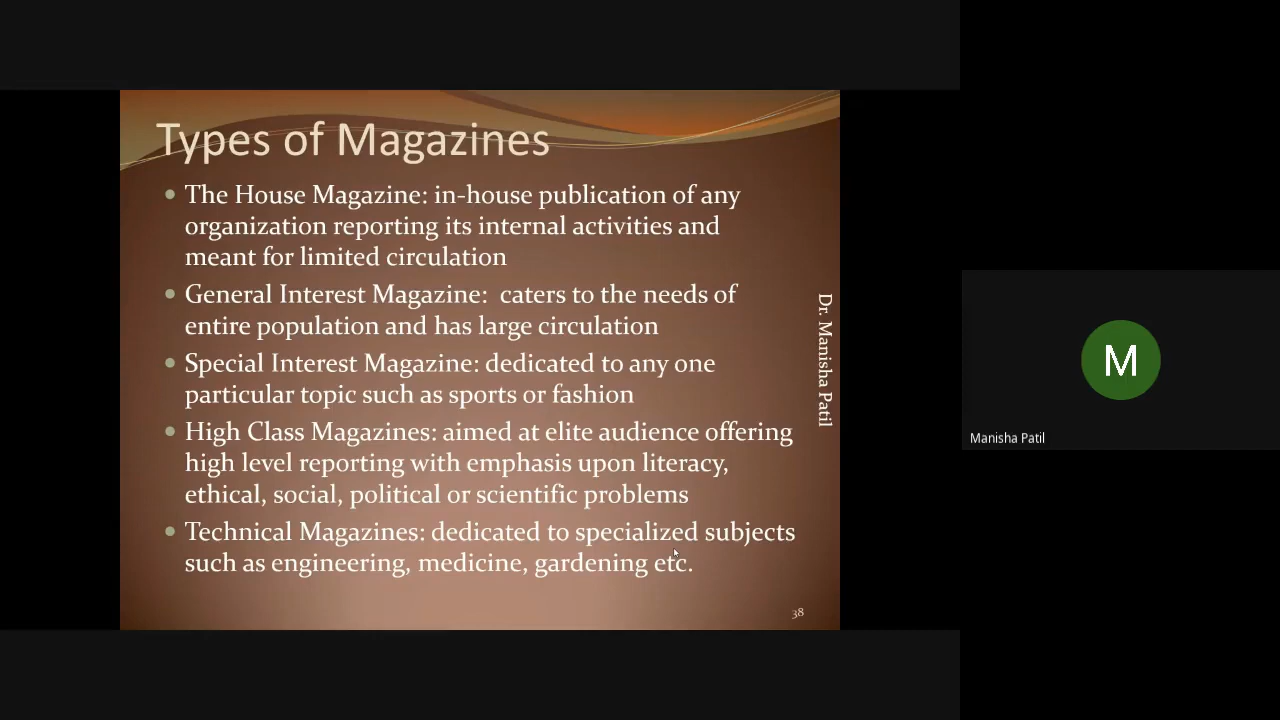 Types of Magazines
• The House Magazine: in-house publication of any
organization reporting its internal activities and
meant for limited circulation
• General Interest Magazine:  caters to the needs of
entire population and has large circulation
• Special Interest Magazine: dedicated to any one
particular topic such as sports or fashion
• High Class Magazines: aimed at elite audience offering
high level reporting with emphasis upon literacy,
ethical, social, political or scientific problems
• Technical Magazines: dedicated to specialized subjects
such as engineering, medicine, gardening etc.
Dr. Manisha Patil
38
M
Manisha Patil